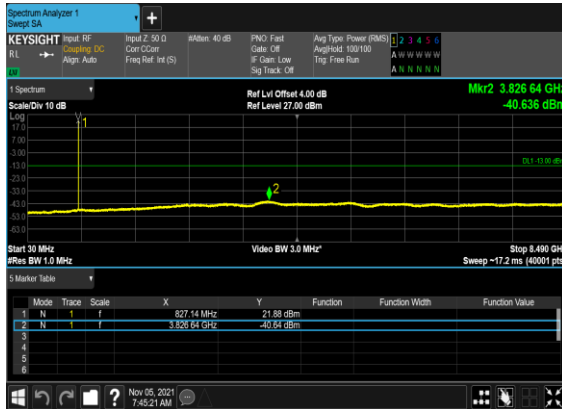 Spectrum Analyzer 1
Swept SA
+
KEYSIGHT Input: RF Input Z: 50 Ω #Atten: 40 dB PNO: Fast Avg Type: Power (RMS) 1 2 3 4 5 6
RL Coupling: DC Corr CCorr Gate: Off Avg|Hold: 100/100 A W W W W W
Align: Auto Freq Ref: Int (S) IF Gain: Low Trig: Free Run
LU Sig Track: Off A N N N N N
1 Spectrum Ref Lvl Offset 4.00 dB Mkr2 3.826 64 GHz
Scale/Div 10 dB Ref Level 27.00 dBm -40.636 dBm
Log
17.0
7.00
-3.00
-13.0
-23.0
-33.0
-43.0
-53.0
-63.0
1
DL1 -13.00 dBm
2
Start 30 MHz Video BW 3.0 MHz* Stop 8.490 GHz
#Res BW 1.0 MHz Sweep ~17.2 ms (40001 pts)
5 Marker Table
Mode Trace Scale X Y Function Function Width Function Value
1 N 1 f 827.14 MHz 21.88 dBm
2 N 1 f 3.826 64 GHz -40.64 dBm
3
4
5
6
? Nov 05, 2021
7:45:21 AM